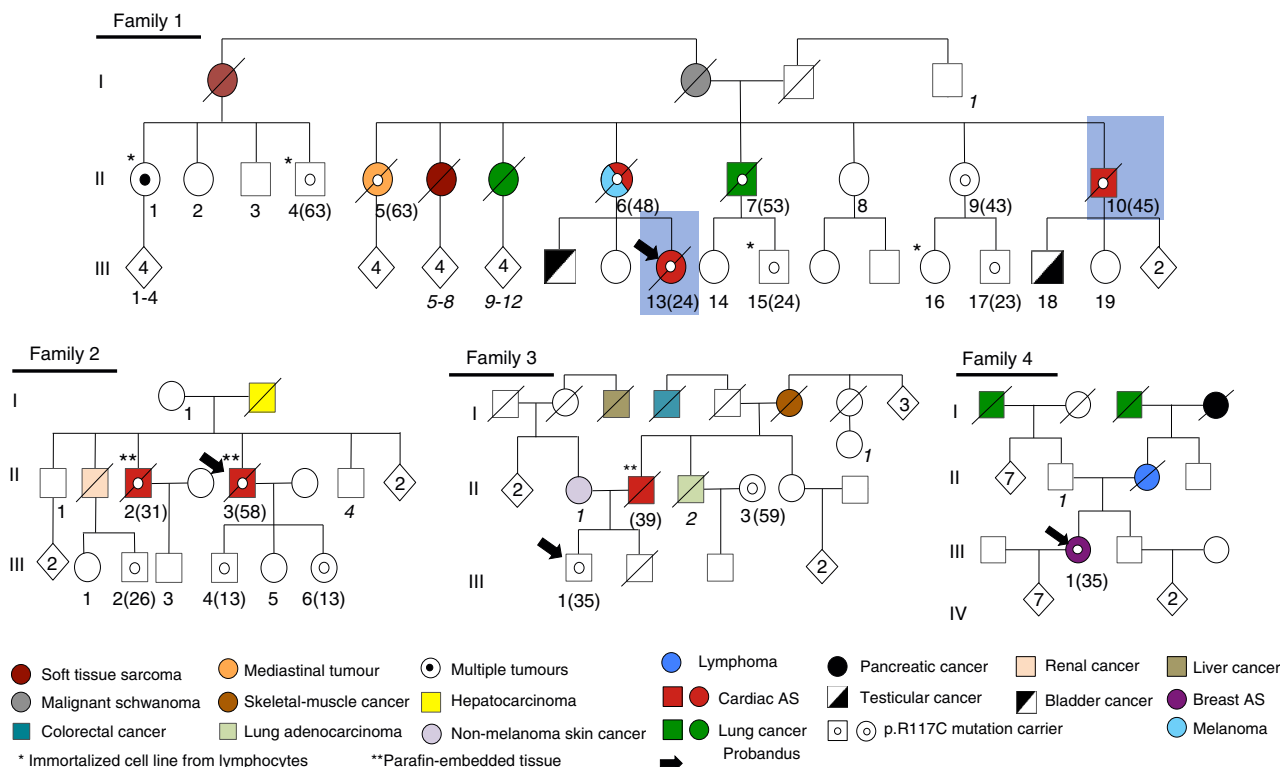 Family 1
I
1
* *
II
1 2 3 4(63) 5(63) 6(48) 7(53) 8 9(43) 10(45)
* *
III 4 4 4 4 2
1-4 5-8 9-12 13(24) 14 15(24) 16 17(23) 18 19
Family 2
I
1
** **
II 2
1 2(31) 3(58) 4
III 2
1 2(26) 3 4(13) 5 6(13)
Family 3
I 3
1
**
II 2
1 (39) 2 3(59)
2
III
1(35)
Family 4
I
II 7
1
III
1(35)
7 2
IV
Soft tissue sarcoma
Malignant schwanoma
Colorectal cancer
Mediastinal tumour
Skeletal-muscle cancer
Lung adenocarcinoma
Multiple tumours
Hepatocarcinoma
Non-melanoma skin cancer
Lymphoma
Cardiac AS
Lung cancer
Probandus
Pancreatic cancer
Testicular cancer
p.R117C mutation carrier
Renal cancer
Bladder cancer
Liver cancer
Breast AS
Melanoma
* Immortalized cell line from lymphocytes
**Parafin-embedded tissue